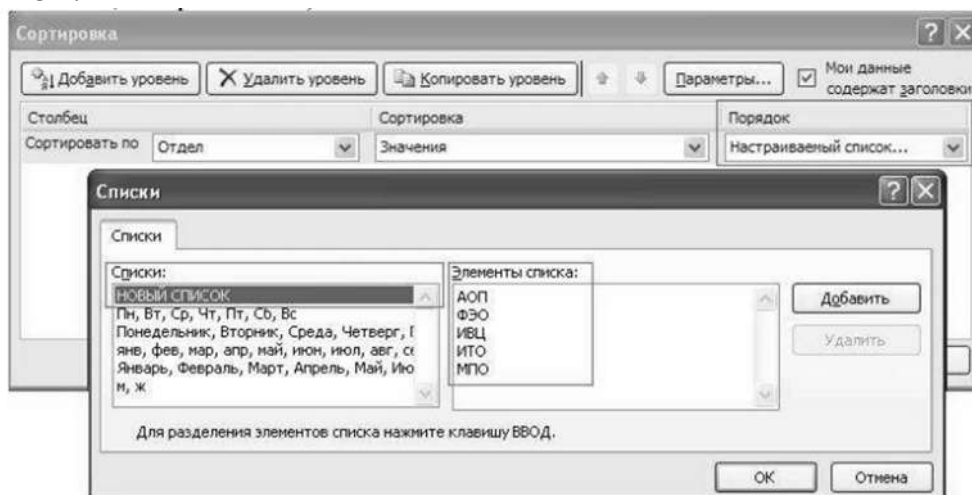 Сортировка
Добавить уровень Удалить уровень Копировать уровень Параметры... Мои данные
содержат заголовки
Столбец Сортировка Порядок
Сортировать по Отдел Значения Настраиваемый список...
Списки
Списки
Списки: Элементы списка:
НОВЫЙ СПИСОК АОП Добавить
Пн, Вт, Ср, Чт, Пт, Сб, Вс ФЭО
Понедельник, Вторник, Среда, Четверг, ИВЦ Удалить
янв, фев, мар, апр, май, июн, июл, авг, ИТО
Январь, Февраль, Март, Апрель, Май, МПО
м, ж
Для разделения элементов списка нажмите клавишу ВВОД.
ОК Отмена